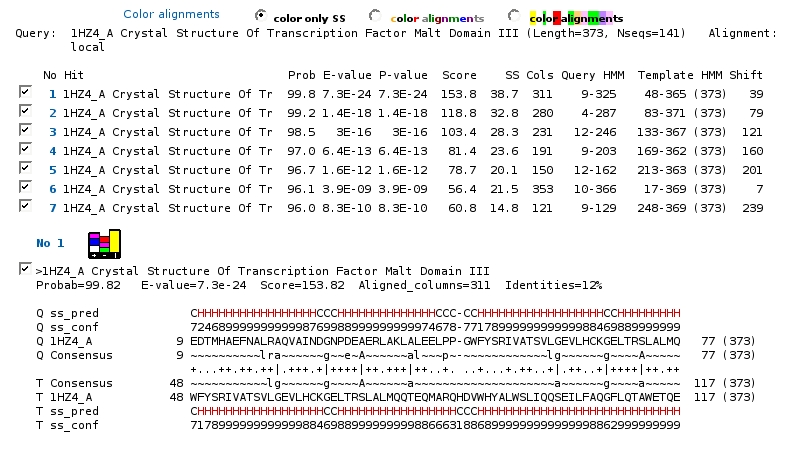 Color alignments color only SS color alignments color alignments
Query: 1HZ4_A Crystal Structure Of Transcription Factor Malt Domain III (Length=373, Nseqs=141) Alignment:
local
No Hit Prob E-value P-value Score SS Cols Query HMM Template HMM Shift
1 1HZ4_A Crystal Structure Of Tr 99.8 7.3E-24 7.3E-24 153.8 38.7 311 9-325 48-365 (373) 39
2 1HZ4_A Crystal Structure Of Tr 99.2 1.4E-18 1.4E-18 118.8 32.8 280 4-287 83-371 (373) 79
3 1HZ4_A Crystal Structure Of Tr 98.5 3E-16 3E-16 103.4 28.3 231 12-246 133-367 (373) 121
4 1HZ4_A Crystal Structure Of Tr 97.0 6.4E-13 6.4E-13 81.4 23.6 191 9-203 169-362 (373) 160
5 1HZ4_A Crystal Structure Of Tr 96.7 1.6E-12 1.6E-12 78.7 20.1 150 12-162 213-363 (373) 201
6 1HZ4_A Crystal Structure Of Tr 96.1 3.9E-09 3.9E-09 56.4 21.5 353 10-366 17-369 (373) 7
7 1HZ4_A Crystal Structure Of Tr 96.0 8.3E-10 8.3E-10 60.8 14.8 121 9-129 248-369 (373) 239
No 1
>1HZ4_A Crystal Structure Of Transcription Factor Malt Domain III
Probab=99.82 E-value=7.3e-24 Score=153.82 Aligned_columns=311 Identities=12%
Q ss_pred CHHHHHHHHHHHHHHHHHHCCCHHHHHHHHHHHHHHHCCC-CCHHHHHHHHHHHHHHHHHHCCHHHHHHHHH
Q ss_conf 7246899999999999998769988999999999999974678-77178999999999999988469889999999
Q 1HZ4_A 9 EDTMHAEFNALRAQVAINDGNPDEAERLAKLALEELPP-GWFYSRIVATSVLGEVLHCKGELTRSLALMQ 77 (373)
Q Consensus 9 ~~~~~~~~~~lra~~~~~~g~~~eA~~~~~~al~~~p~-~~~~~~~~~~~~~~lg~~~~~~g~~~~A~~~~~ 77 (373)
+...++.++.++|.+++.+|++++|++++++|++..+. ..+++..++..++..+|.++..+|++++|...+
T Consensus 48 ~~~~~~~~~~~~lg~~~~~~g~~~~A~~~~~~a~~~~~~~~~~~~~~~~~~~~~~~~a~~~~~~g~~~~a~~~~~ 117 (373)
T 1HZ4_A 48 WFYSRIVATSVLGEVLHCKGELTRSLALMQQTEQMARQHDVWHYALWSLIQQSEILFAQGFLQTAWETQE 117 (373)
T ss_pred CHHHHHHHHHHHHHHHHHHCCHHHHHHHHHHHHHHHHHHCCCHHHHHHHHHHHHHHHHHHHHHHHHHHHHHHH
T ss_conf 717899999999999999884698899999999999988666318868999999999999999988629999999999